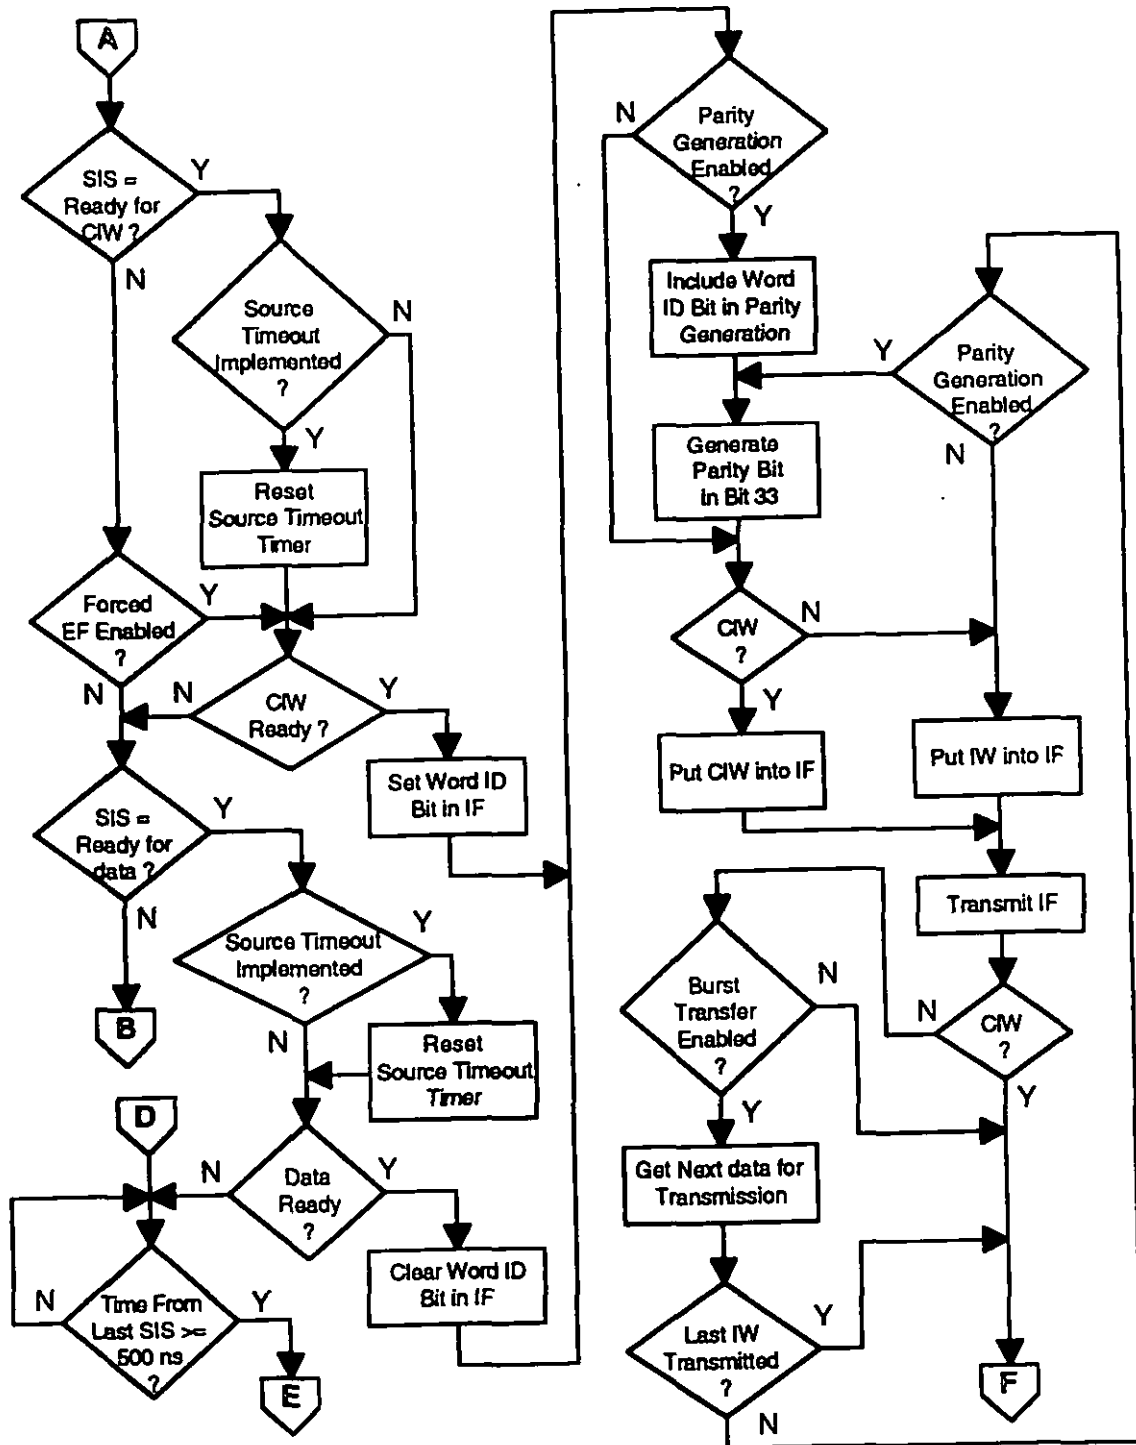 A
SIS =
Ready for
CIW ?
Y
N
Source
Timeout
Implemented
?
N
Y
Reset
Source Timeout
Timer
Forced
EF Enabled
?
Y
N
CIW
Ready ?
N
Y
Set Word ID
Bit in IF
SIS =
Ready for
data ?
Y
N
B
Source Timeout
Implemented
?
Y
N
Reset
Source Timeout
Timer
D
Data
Ready
?
N
Y
Clear Word ID
Bit in IF
Time From
Last SIS >=
500 ns
?
N
Y
E
Parity
Generation
Enabled
?
N
Y
Include Word
ID Bit in Parity
Generation
Parity
Generation
Enabled
?
Y
N
Generate
Parity Bit
in Bit 33
CIW
?
N
Y
Put CIW into IF
Put IW into IF
Transmit IF
CIW
?
N
Y
Burst
Transfer
Enabled
?
N
Y
Get Next data for
Transmission
Last IW
Transmitted
?
Y
N
F